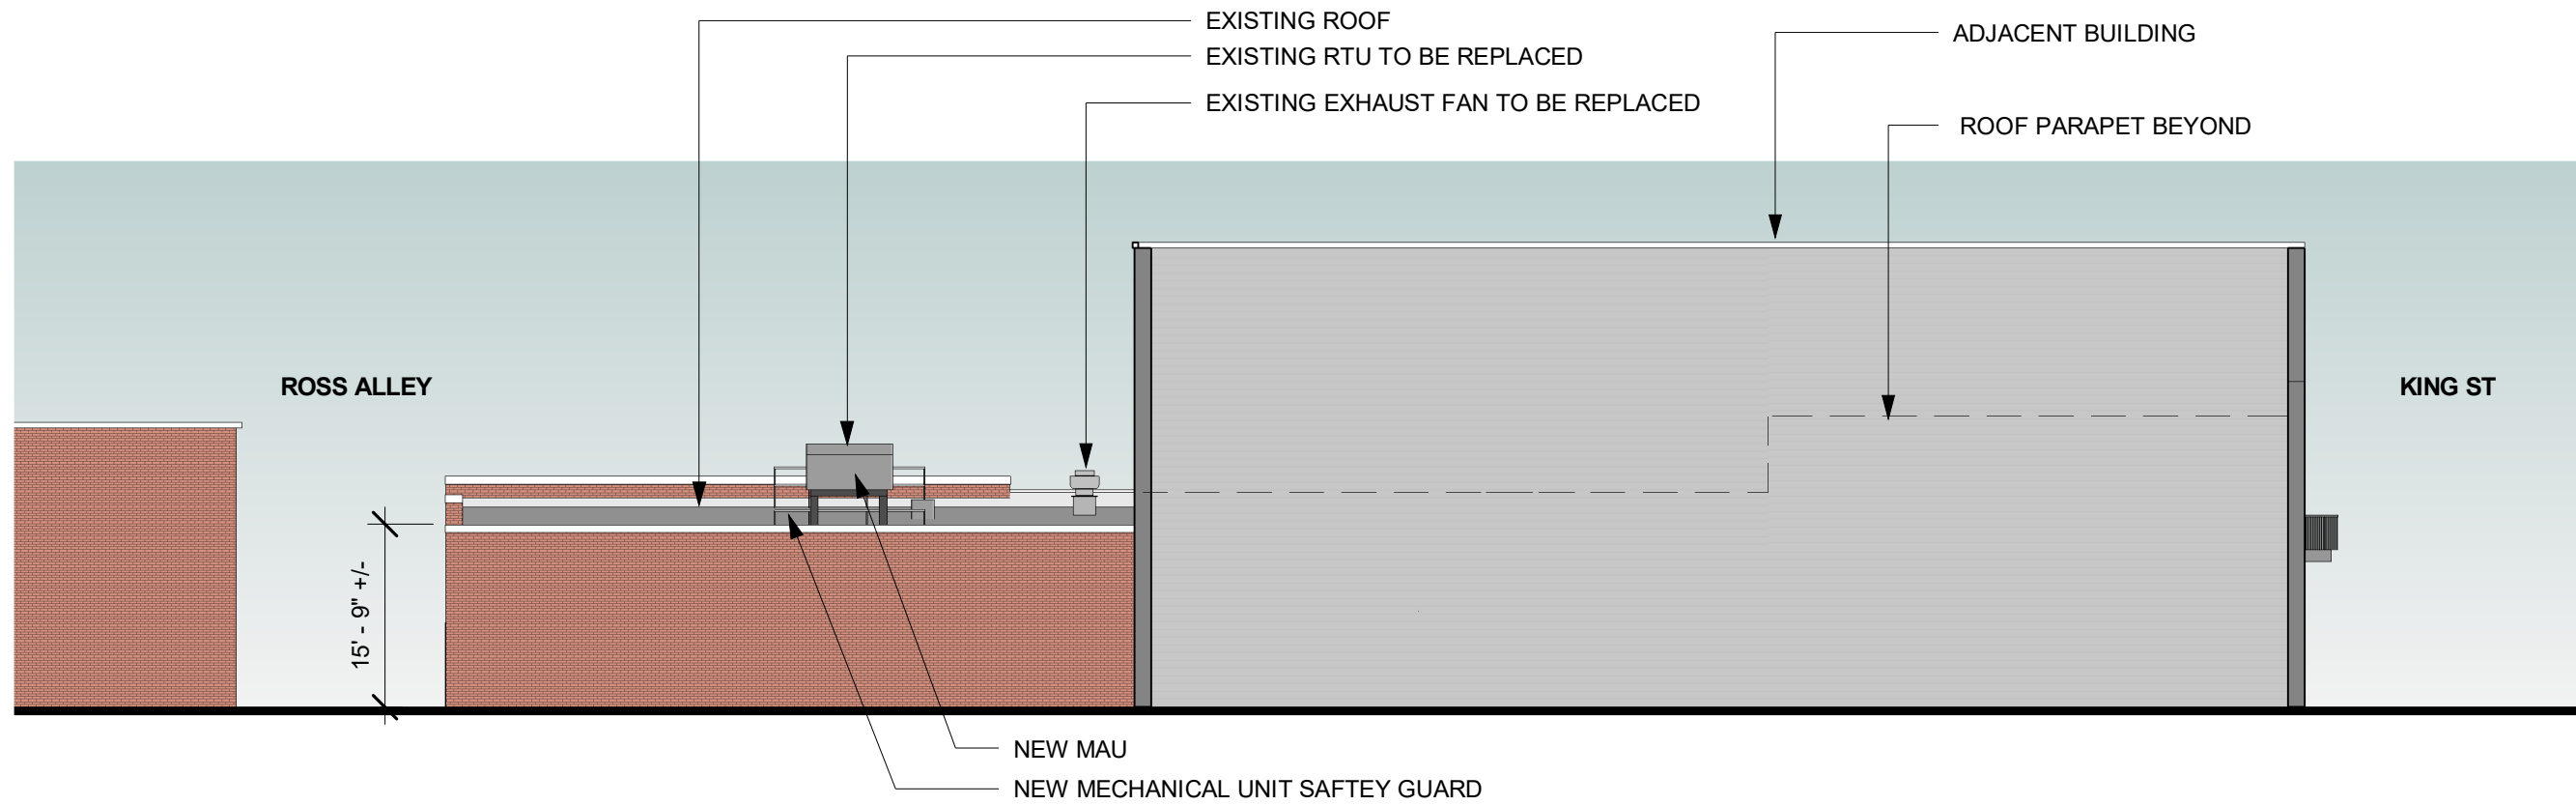 EXISTING ROOF
EXISTING RTU TO BE REPLACED
EXISTING EXHAUST FAN TO BE REPLACED
ADJACENT BUILDING
ROOF PARAPET BEYOND
ROSS ALLEY
KING ST
15' - 9" +/-
NEW MAU
NEW MECHANICAL UNIT SAFTEY GUARD